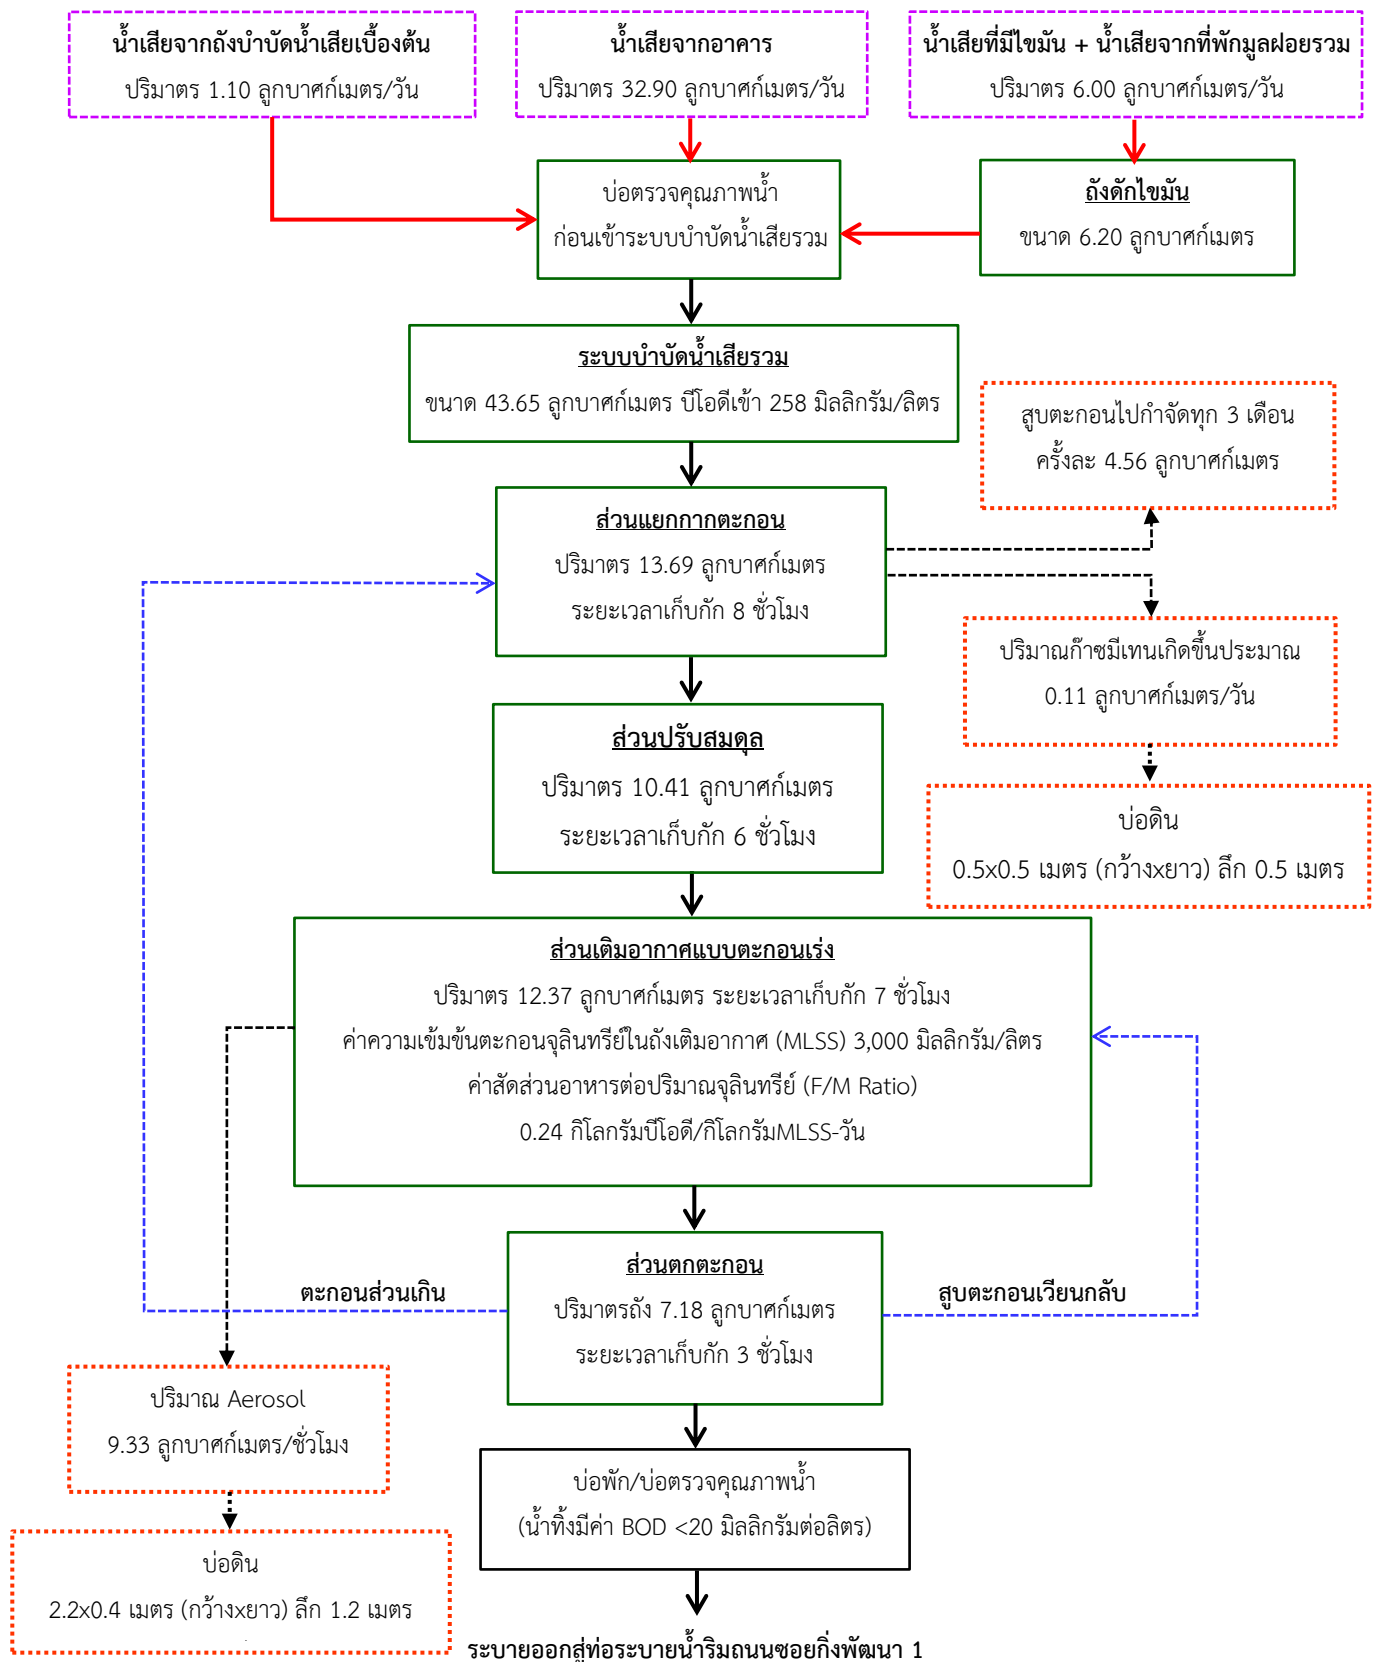 น้ำเสียจากถังบำบัดน้ำเสียเบื้องต้น
ปริมาตร 1.10 ลูกบาศก์เมตร/วัน
น้ำเสียจากอาคาร
ปริมาตร 32.90 ลูกบาศก์เมตร/วัน
น้ำเสียที่มีไขมัน + น้ำเสียจากที่พักมูลฝอยรวม
ปริมาตร 6.00 ลูกบาศก์เมตร/วัน
บ่อตรวจคุณภาพน้ำ
ก่อนเข้าระบบบำบัดน้ำเสียรวม
ถังดักไขมัน
ขนาด 6.20 ลูกบาศก์เมตร
ระบบบำบัดน้ำเสียรวม
ขนาด 43.65 ลูกบาศก์เมตร บีโอดีเข้า 258 มิลลิกรัม/ลิตร
สูบตะกอนไปกำจัดทุก 3 เดือน
ครั้งละ 4.56 ลูกบาศก์เมตร
ส่วนแยกกากตะกอน
ปริมาตร 13.69 ลูกบาศก์เมตร
ระยะเวลาเก็บกัก 8 ชั่วโมง
ปริมาณก๊าซมีเทนเกิดขึ้นประมาณ
0.11 ลูกบาศก์เมตร/วัน
ส่วนปรับสมดุล
ปริมาตร 10.41 ลูกบาศก์เมตร
ระยะเวลาเก็บกัก 6 ชั่วโมง
บ่อดิน
0.5x0.5 เมตร (กว้างxยาว) ลึก 0.5 เมตร
ส่วนเติมอากาศแบบตะกอนเร่ง
ปริมาตร 12.37 ลูกบาศก์เมตร ระยะเวลาเก็บกัก 7 ชั่วโมง
ค่าความเข้มข้นตะกอนจุลินทรีย์ในถังเติมอากาศ (MLSS) 3,000 มิลลิกรัม/ลิตร
ค่าสัดส่วนอาหารต่อปริมาณจุลินทรีย์ (F/M Ratio)
0.24 กิโลกรัมบีโอดี/กิโลกรัมMLSS-วัน
ส่วนตกตะกอน
ปริมาตรถัง 7.18 ลูกบาศก์เมตร
ระยะเวลาเก็บกัก 3 ชั่วโมง
ตะกอนส่วนเกิน
สูบตะกอนเวียนกลับ
ปริมาณ Aerosol
9.33 ลูกบาศก์เมตร/ชั่วโมง
บ่อพัก/บ่อตรวจคุณภาพน้ำ
(น้ำทิ้งมีค่า BOD <20 มิลลิกรัมต่อลิตร)
บ่อดิน
2.2x0.4 เมตร (กว้างxยาว) ลึก 1.2 เมตร
ระบายออกสู่ท่อระบายน้ำริมถนนซอยกิ่งพัฒนา 1